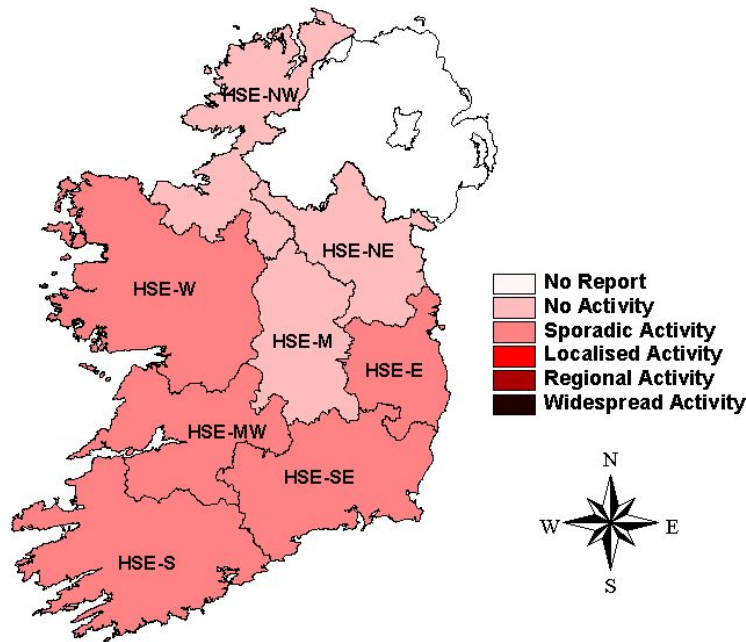 HSE-NW
HSE-NE
HSE-W
HSE-M
HSE-E
HSE-MW
HSE-SE
HSE-S
No Report
No Activity
Sporadic Activity
Localised Activity
Regional Activity
Widespread Activity
N
W E
S